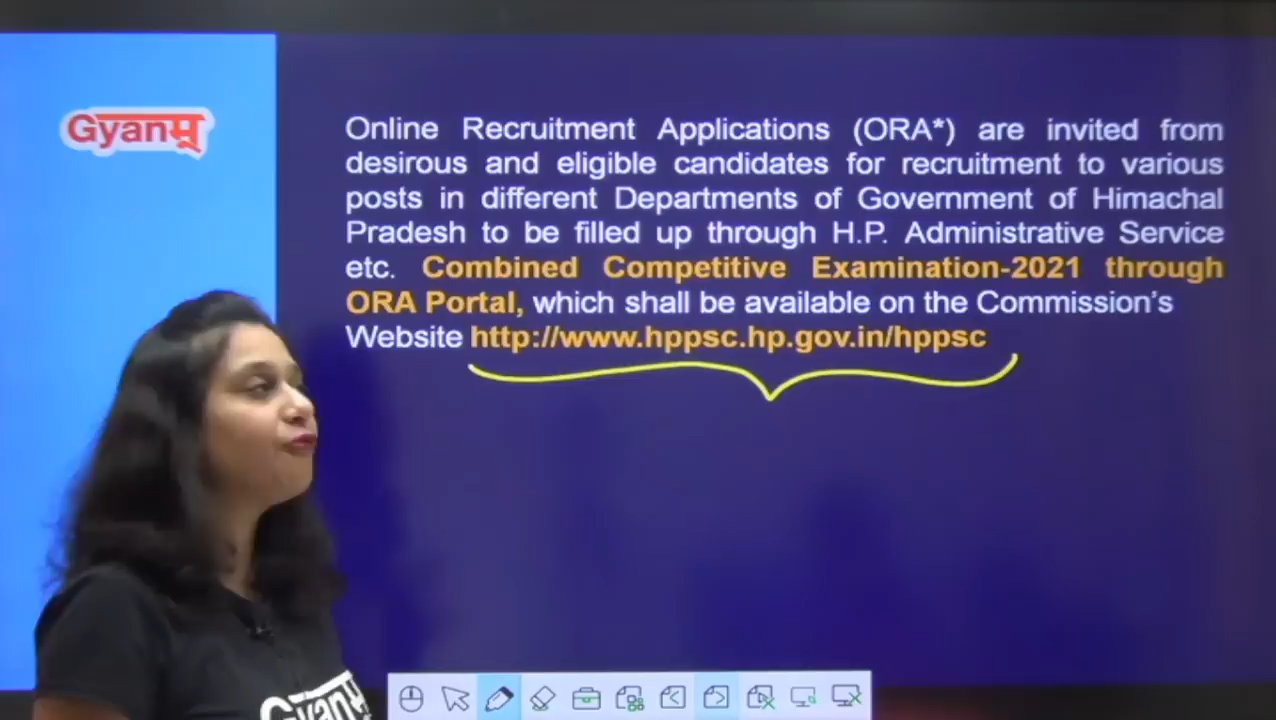 Gyanम्
Online Recruitment Applications (ORA*) are invited from
desirous and eligible candidates for recruitment to various
posts in different Departments of Government of Himachal
Pradesh to be filled up through H.P. Administrative Service
etc. Combined Competitive Examination-2021 through
ORA Portal, which shall be available on the Commission's
Website http://www.hppsc.hp.gov.in/hppsc
Gyanम्